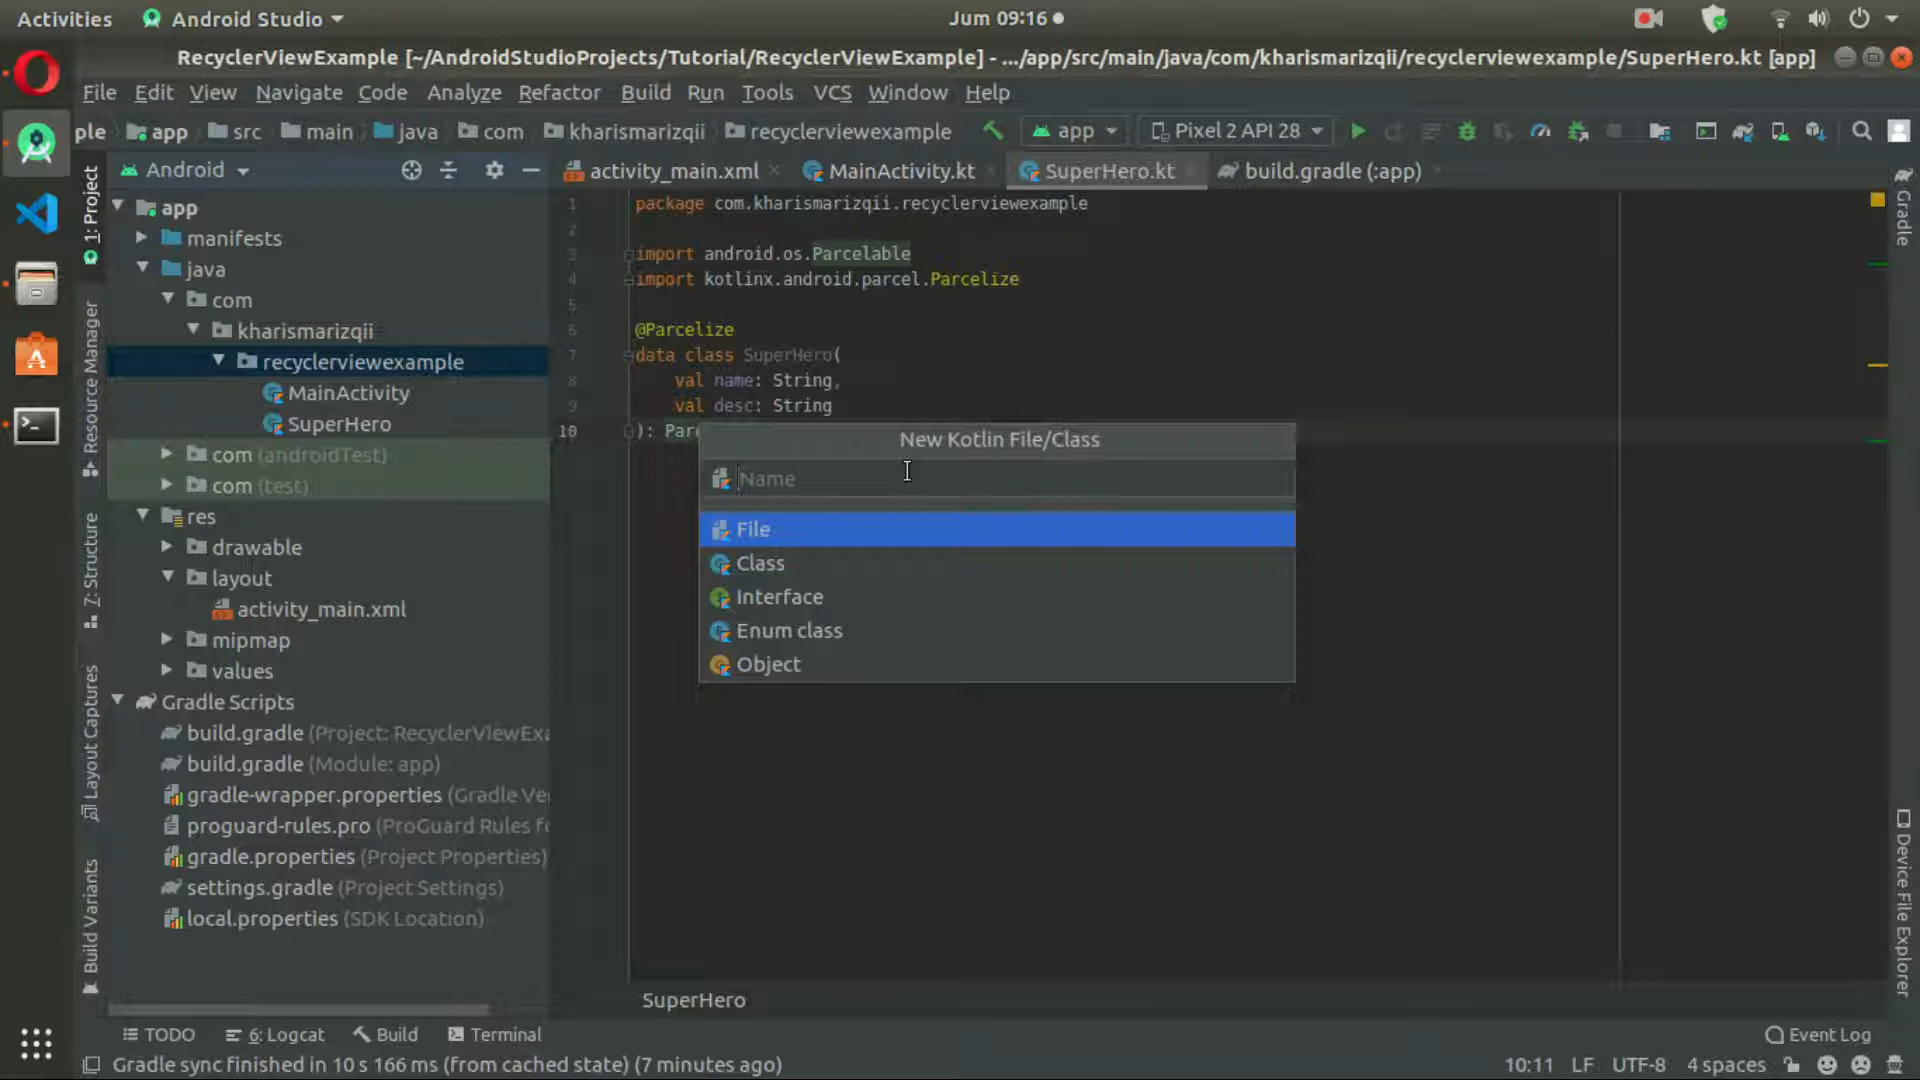 Activities
Android Studio
Jum 09:16
RecyclerViewExample [~/AndroidStudioProjects/Tutorial/RecyclerViewExample] - .../app/src/main/java/com/kharismarizqii/recyclerviewexample/SuperHero.kt [app]
File Edit View Navigate Code Analyze Refactor Build Run Tools VCS Window Help
ple app src main java com kharismarizqii recyclerviewexample app Pixel 2 API 28
Android
activity_main.xml MainActivity.kt SuperHero.kt build.gradle (:app)
1: Project
Resource Manager
7: Structure
Layout Captures
Build Variants
app
manifests
java
com
kharismarizqii
recyclerviewexample
MainActivity
SuperHero
com (androidTest)
com (test)
res
drawable
layout
activity_main.xml
mipmap
values
Gradle Scripts
build.gradle (Project: RecyclerViewExa
build.gradle (Module: app)
gradle-wrapper.properties (Gradle Ve
proguard-rules.pro (ProGuard Rules fo
gradle.properties (Project Properties)
settings.gradle (Project Settings)
local.properties (SDK Location)
1 package com.kharismarizqii.recyclerviewexample
2
3 import android.os.Parcelable
4 import kotlinx.android.parcel.Parcelize
5
6 @Parcelize
7 data class SuperHero(
8 val name: String,
9 val desc: String
10 ): Parc
New Kotlin File/Class
Name
File
Class
Interface
Enum class
Object
Gradle
Device File Explorer
SuperHero
TODO 6: Logcat Build Terminal Event Log
Gradle sync finished in 10 s 166 ms (from cached state) (7 minutes ago) 10:11 LF UTF-8 4 spaces